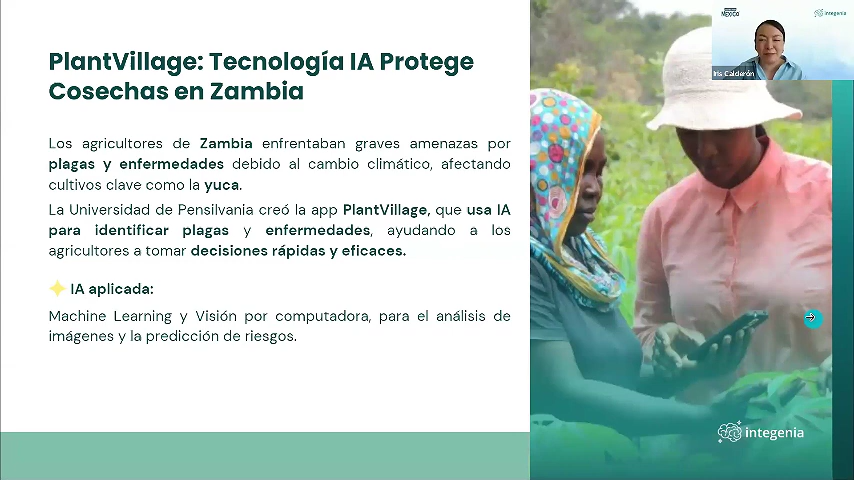 PlantVillage: Tecnología IA Protege
Cosechas en Zambia
Los agricultores de Zambia enfrentaban graves amenazas por
plagas y enfermedades debido al cambio climático, afectando
cultivos clave como la yuca.
La Universidad de Pensilvania creó la app PlantVillage, que usa IA
para identificar plagas y enfermedades, ayudando a los
agricultores a tomar decisiones rápidas y eficaces.
IA aplicada:
Machine Learning y Visión por computadora, para el análisis de
imágenes y la predicción de riesgos.
MÉXICO
integenia
Iris Calderón
integenia